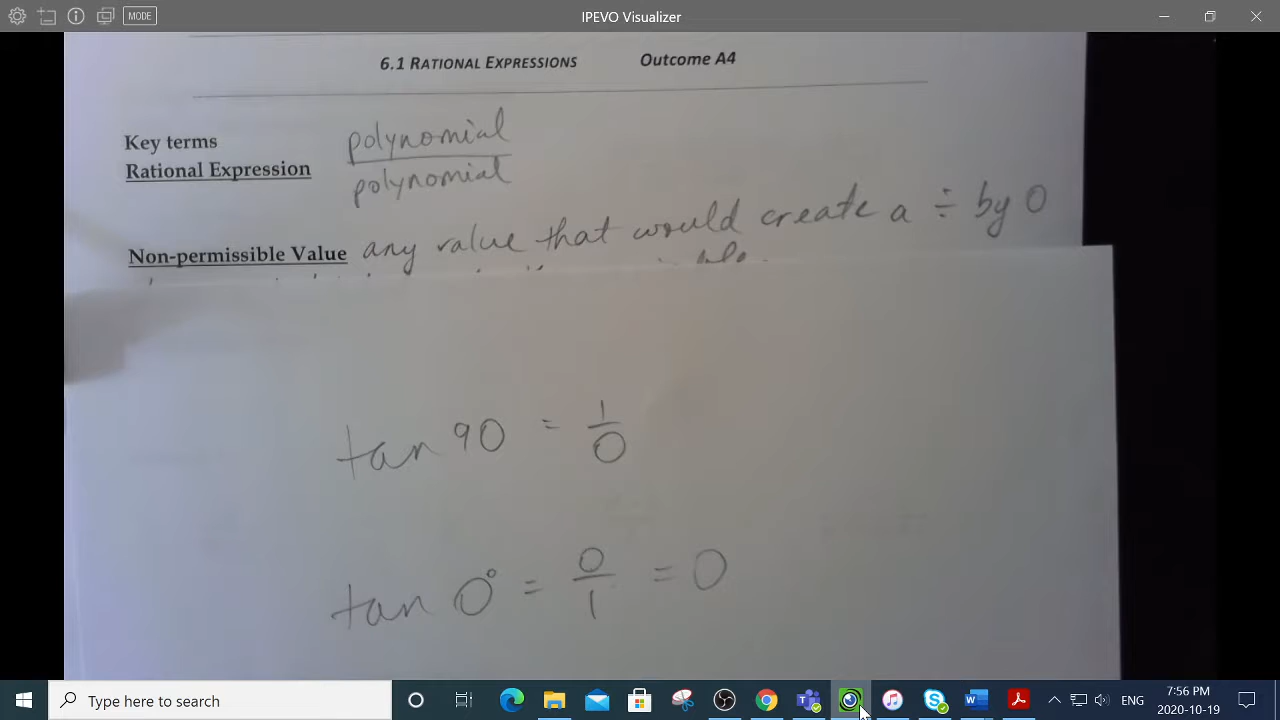 MODE
IPEVO Visualizer
6.1 RATIONAL EXPRESSIONS Outcome A4
Key terms
Rational Expression
polynomial
polynomial
Non-permissible Value any value that would create a ÷ by 0
tan 90 = 1/0
tan 0° = 0/1 = 0
Type here to search
ENG
7:56 PM
2020-10-19